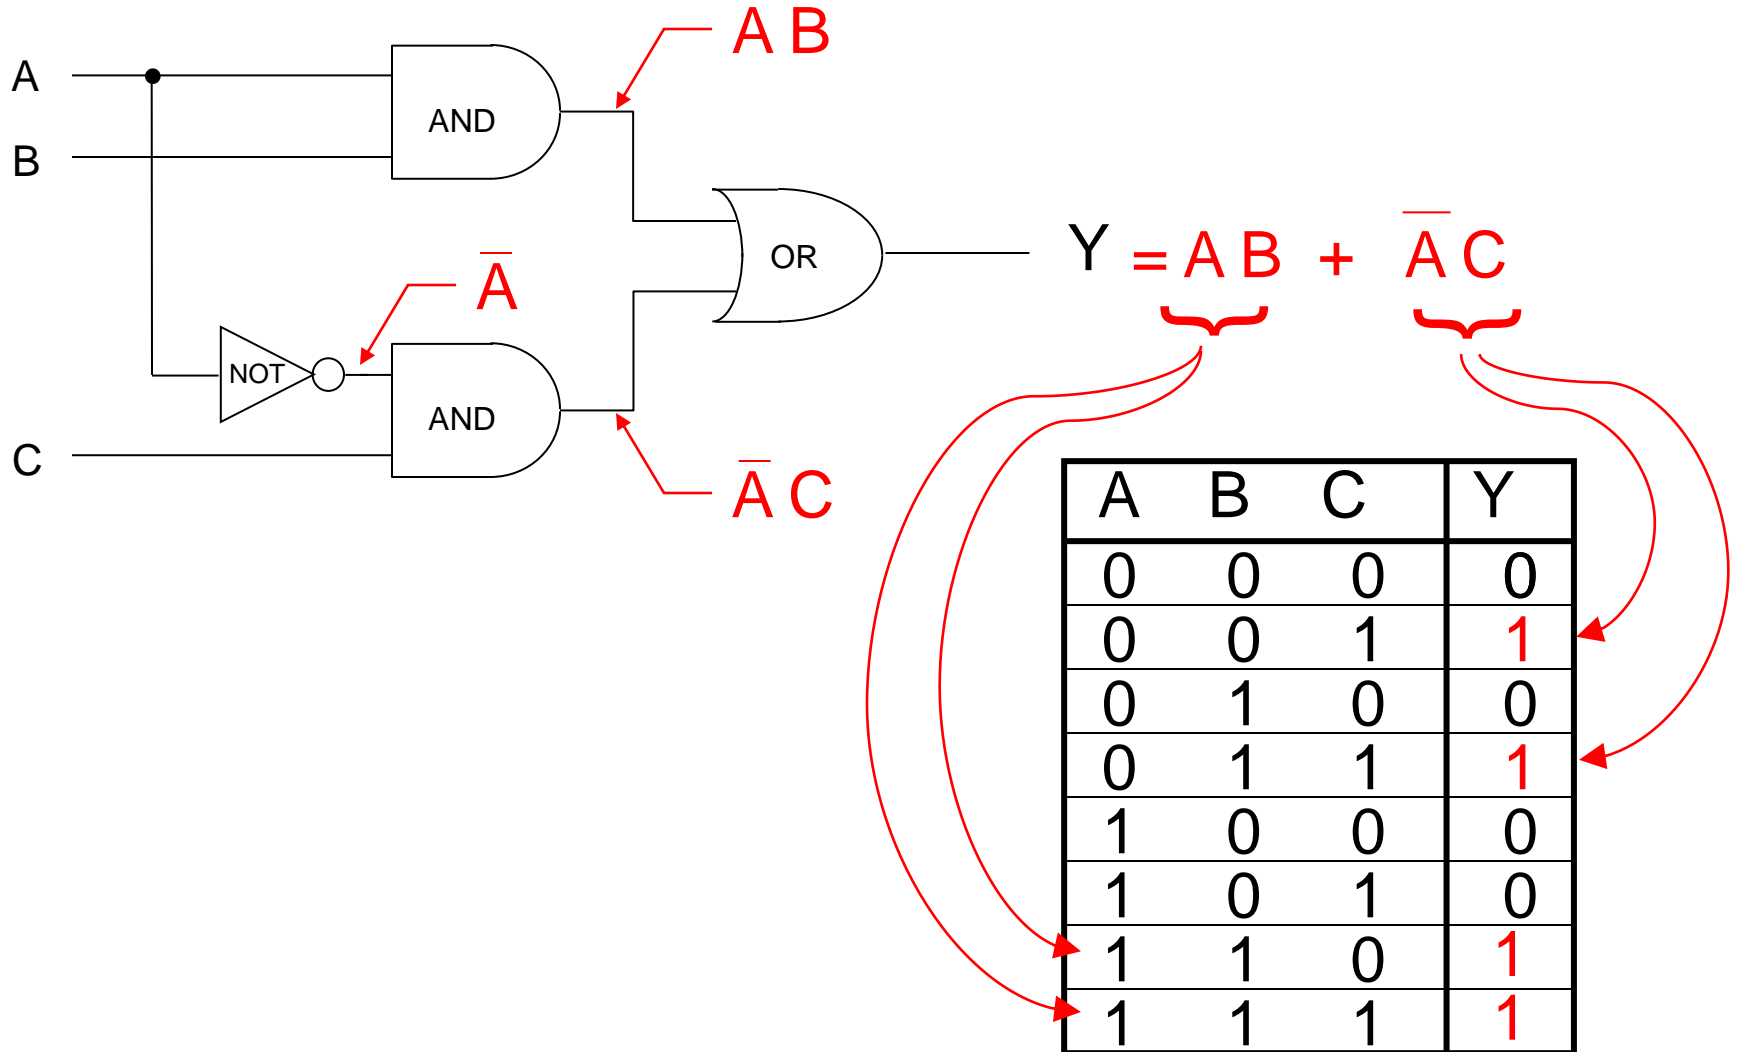 A B
A
AND
B
Y = A B + A̅ C
OR
A̅
NOT
AND
C
A̅ C
A B C Y
0 0 0 0
0 0 1 1
0 1 0 0
0 1 1 1
1 0 0 0
1 0 1 0
1 1 0 1
1 1 1 1